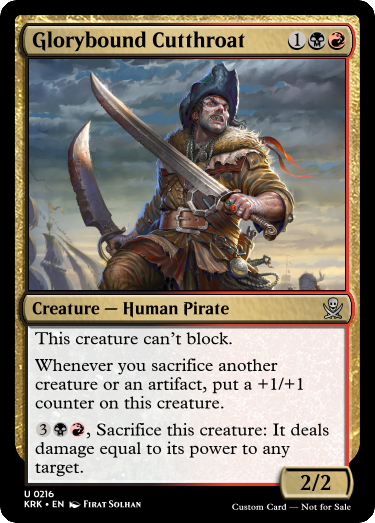 Glorybound Cutthroat 1
Creature — Human Pirate
This creature can't block.
Whenever you sacrifice another
creature or an artifact, put a +1/+1
counter on this creature.
3, Sacrifice this creature: It deals
damage equal to its power to any
target.
2/2
U 0216
KRK • EN Firat Solhan
Custom Card — Not for Sale